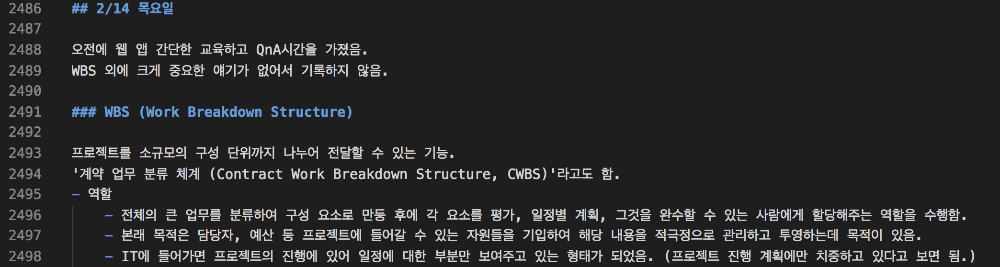 2486 ## 2/14 목요일
2487
2488 오전에 웹 앱 간단한 교육하고 QnA시간을 가졌음.
2489 WBS 외에 크게 중요한 얘기가 없어서 기록하지 않음.
2490
2491 ### WBS (Work Breakdown Structure)
2492
2493 프로젝트를 소규모의 구성 단위까지 나누어 전달할 수 있는 기능.
2494 '계약 업무 분류 체계 (Contract Work Breakdown Structure, CWBS)'라고도 함.
2495 - 역할
2496 - 전체의 큰 업무를 분류하여 구성 요소로 만등 후에 각 요소를 평가, 일정별 계획, 그것을 완수할 수 있는 사람에게 할당해주는 역할을 수행함.
2497 - 본래 목적은 담당자, 예산 등 프로젝트에 들어갈 수 있는 자원들을 기입하여 해당 내용을 적극정으로 관리하고 투영하는데 목적이 있음.
2498 - IT에 들어가면 프로젝트의 진행에 있어 일정에 대한 부분만 보여주고 있는 형태가 되었음. (프로젝트 진행 계획에만 치중하고 있다고 보면 됨.)